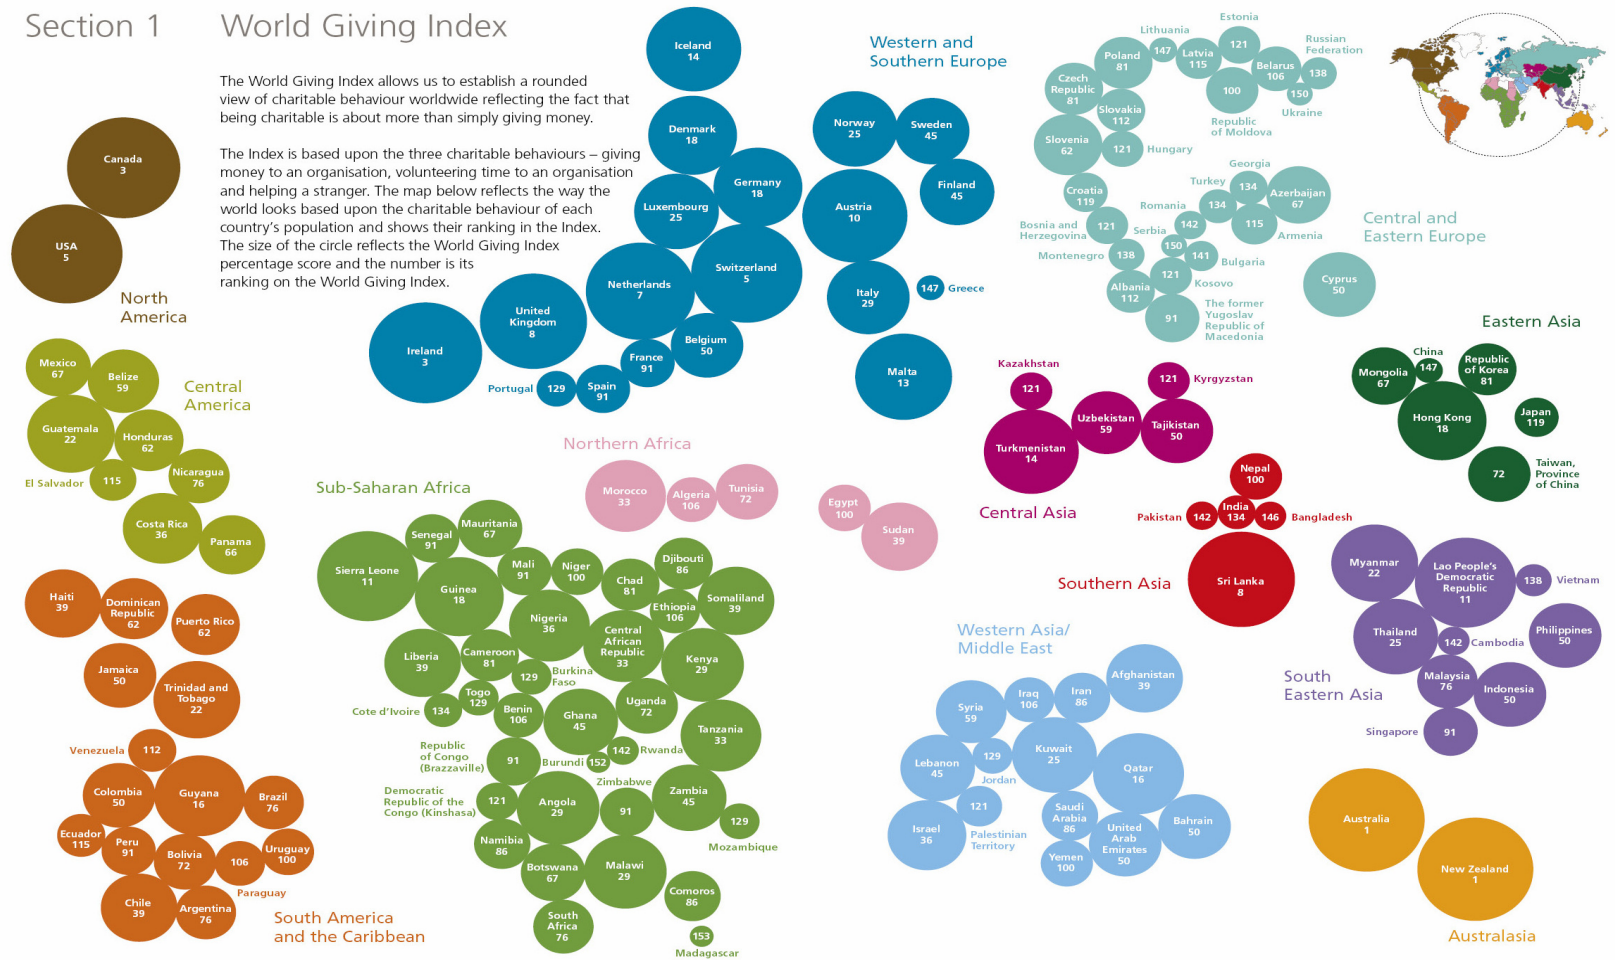 Section 1
World Giving Index
The World Giving Index allows us to establish a rounded
view of charitable behaviour worldwide reflecting the fact that
being charitable is about more than simply giving money.
The Index is based upon the three charitable behaviours – giving
money to an organisation, volunteering time to an organisation
and helping a stranger. The map below reflects the way the
world looks based upon the charitable behaviour of each
country's population and shows their ranking in the Index.
The size of the circle reflects the World Giving Index
percentage score and the number is its
ranking on the World Giving Index.
Canada
3
USA
5
North
America
Mexico
67
Belize
59
Central
America
Guatemala
22
Honduras
62
El Salvador
115
Nicaragua
76
Costa Rica
36
Panama
66
Haiti
39
Dominican
Republic
62
Puerto Rico
62
Jamaica
50
Trinidad and
Tobago
22
Venezuela
112
Colombia
50
Guyana
16
Brazil
76
Ecuador
115
Peru
91
Bolivia
72
106
Paraguay
Uruguay
100
Chile
39
Argentina
76
South America
and the Caribbean
Western and
Southern Europe
Iceland
14
Denmark
18
Germany
18
Luxembourg
25
Switzerland
5
Netherlands
7
United
Kingdom
8
Ireland
3
Belgium
50
France
91
Spain
91
Portugal
129
Norway
25
Sweden
45
Finland
45
Austria
10
Italy
29
147
Greece
Malta
13
Northern Africa
Morocco
33
Algeria
106
Tunisia
72
Egypt
100
Sudan
39
Sub-Saharan Africa
Sierra Leone
11
Senegal
91
Mauritania
67
Guinea
18
Mali
91
Niger
100
Chad
81
Djibouti
86
Ethiopia
106
Somaliland
39
Nigeria
36
Central
African
Republic
33
Kenya
29
Liberia
39
Cameroon
81
129
Burkina
Faso
Cote d'Ivoire
134
Togo
129
Benin
106
Ghana
45
Uganda
72
Tanzania
33
Republic
of Congo
(Brazzaville)
91
Burundi
152
142
Rwanda
Zimbabwe
91
Democratic
Republic of the
Congo (Kinshasa)
121
Angola
29
Zambia
45
129
Mozambique
Namibia
86
Botswana
67
Malawi
29
South
Africa
76
Comoros
86
153
Madagascar
Estonia
121
Lithuania
147
Latvia
115
Russian
Federation
138
Belarus
106
150
Ukraine
100
Republic
of Moldova
Poland
81
Czech
Republic
81
Slovakia
112
Slovenia
62
121
Hungary
Croatia
119
Bosnia and
Herzegovina
121
Montenegro
138
Albania
112
Serbia
150
Romania
142
141
Bulgaria
121
Kosovo
91
The former
Yugoslav
Republic of
Macedonia
Turkey
134
Georgia
134
Azerbaijan
67
115
Armenia
Cyprus
50
Central and
Eastern Europe
Kazakhstan
121
121
Kyrgyzstan
Uzbekistan
59
Tajikistan
50
Turkmenistan
14
Central Asia
Nepal
100
Pakistan
142
India
134
146
Bangladesh
Sri Lanka
8
Southern Asia
Eastern Asia
Mongolia
67
China
147
Republic
of Korea
81
Hong Kong
18
Japan
119
72
Taiwan,
Province
of China
Myanmar
22
Lao People's
Democratic
Republic
11
138
Vietnam
Thailand
25
142
Cambodia
Philippines
50
Malaysia
76
Indonesia
50
Singapore
91
South
Eastern Asia
Western Asia/
Middle East
Syria
59
Iraq
106
Iran
86
Afghanistan
39
Lebanon
45
129
Jordan
Kuwait
25
Qatar
16
Israel
36
121
Palestinian
Territory
Saudi
Arabia
86
United
Arab
Emirates
50
Bahrain
50
Yemen
100
Australia
1
New Zealand
1
Australasia